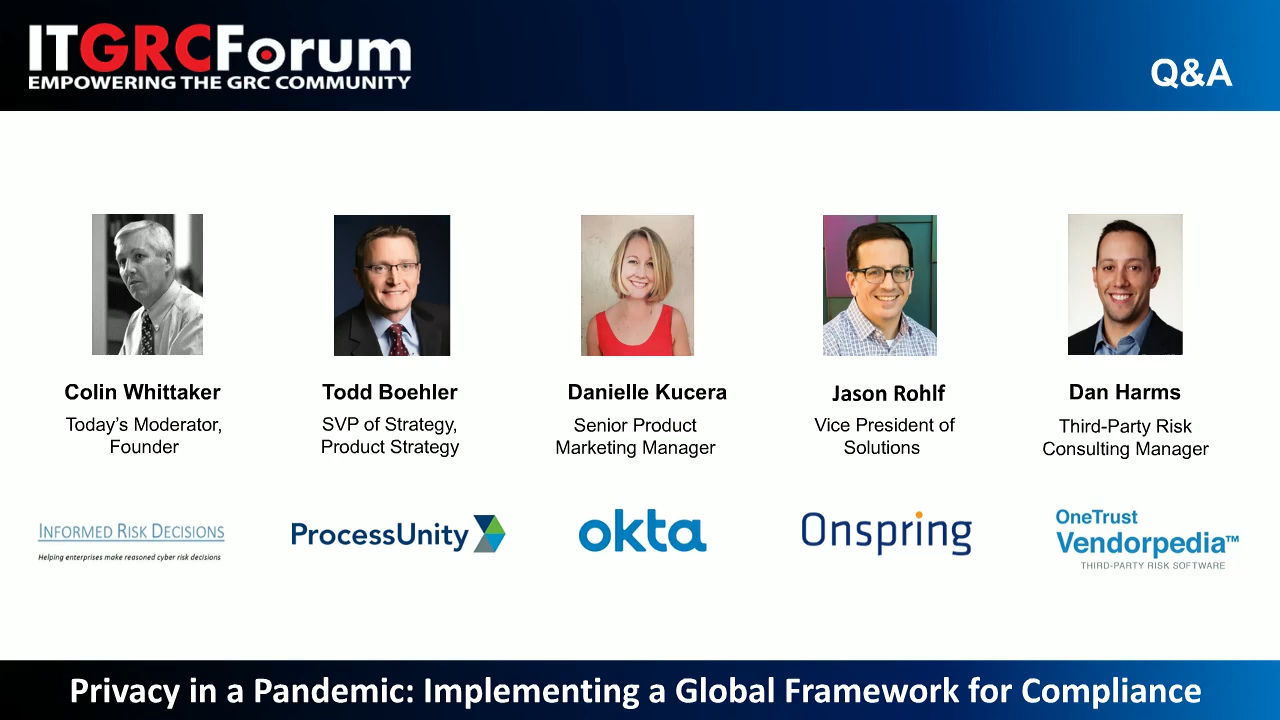 ITGRCForum
EMPOWERING THE GRC COMMUNITY
Q&A
Colin Whittaker
Today's Moderator,
Founder
Todd Boehler
SVP of Strategy,
Product Strategy
Danielle Kucera
Senior Product
Marketing Manager
Jason Rohlf
Vice President of
Solutions
Dan Harms
Third-Party Risk
Consulting Manager
INFORMED RISK DECISIONS
Helping enterprises make reasoned cyber risk decisions
ProcessUnity
okta
Onspring
OneTrust
Vendorpedia™
THIRD-PARTY RISK SOFTWARE
Privacy in a Pandemic: Implementing a Global Framework for Compliance